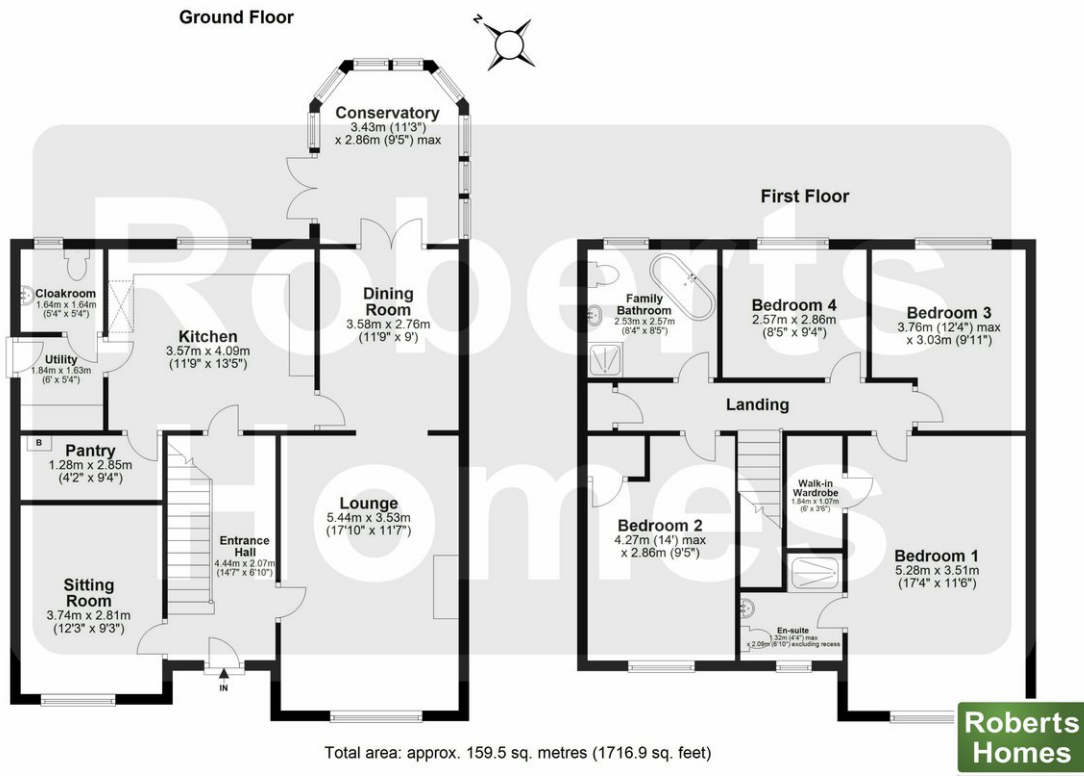 Ground Floor
N
Conservatory
3.43m (11'3")
x 2.86m (9'5") max
First Floor
Cloakroom
1.64m x 1.64m
(5'4" x 5'4")
Utility
1.84m x 1.63m
(6' x 5'4")
Kitchen
3.57m x 4.09m
(11'9" x 13'5")
Dining
Room
3.58m x 2.76m
(11'9" x 9')
B
Pantry
1.28m x 2.85m
(4'2" x 9'4")
Entrance
Hall
4.44m x 2.07m
(14'7" x 6'10")
Lounge
5.44m x 3.53m
(17'10" x 11'7")
Sitting
Room
3.74m x 2.81m
(12'3" x 9'3")
IN
Family
Bathroom
2.53m x 2.57m
(8'4" x 8'5")
Bedroom 4
2.57m x 2.86m
(8'5" x 9'4")
Bedroom 3
3.76m (12'4") max
x 3.03m (9'11")
Landing
Walk-in
Wardrobe
1.84m x 1.07m
(6' x 3'6")
Bedroom 2
4.27m (14') max
x 2.86m (9'5")
Bedroom 1
5.28m x 3.51m
(17'4" x 11'6")
En-suite
1.32m (4'4") max
x 2.09m (6'10") excluding recess
Roberts
Homes
Total area: approx. 159.5 sq. metres (1716.9 sq. feet)
Roberts
Homes